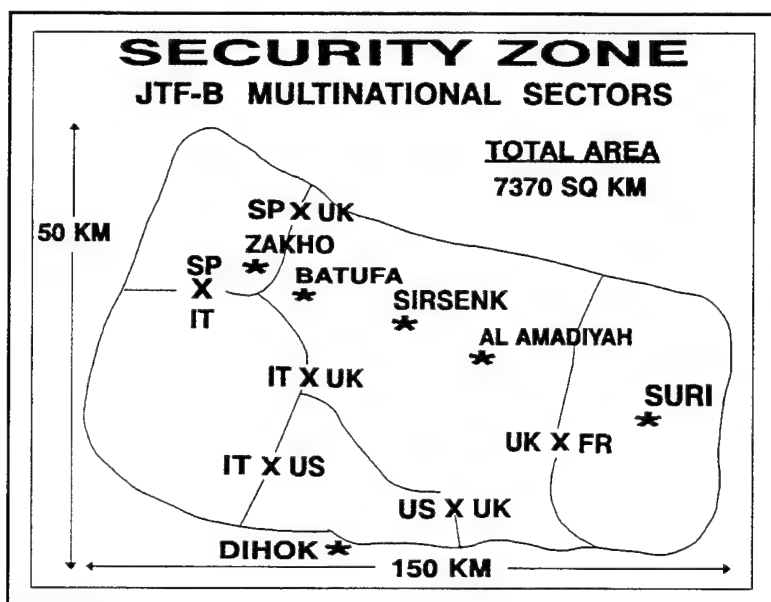 SECURITY ZONE
JTF-B MULTINATIONAL SECTORS
TOTAL AREA
7370 SQ KM
50 KM
SP X UK
ZAKHO
SP
X
IT
BATUFA
SIRSENK
AL AMADIYAH
IT X UK
SURI
UK X FR
IT X US
US X UK
DIHOK
150 KM